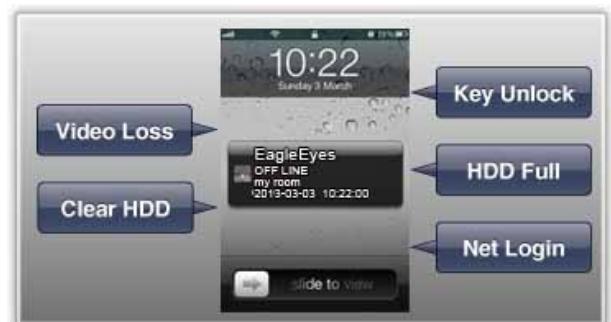 10:22
Sunday 3 March
Key Unlock
Video Loss
EagleEyes
OFF LINE
my room
2013-03-03 10:22:00
HDD Full
Clear HDD
Net Login
slide to view